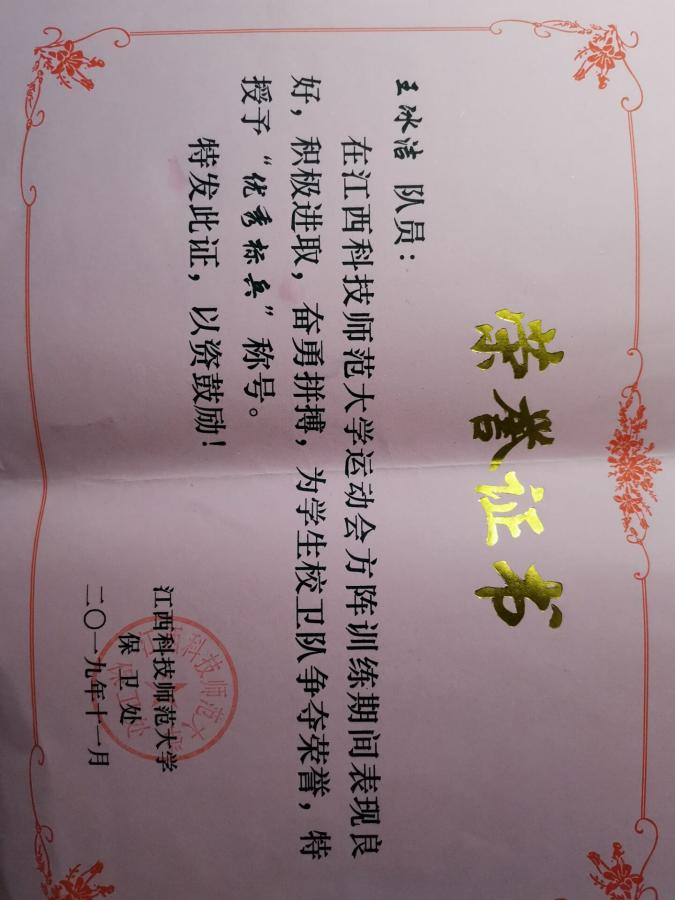 荣誉证书
王冰洁 队员：
在江西科技师范大学运动会方阵训练期间表现良
好，积极进取，奋勇拼搏，为学生校卫队争夺荣誉，特
授予“优秀标兵”称号。
特发此证，以资鼓励！
江西科技师范大学
保卫处
二〇一九年十一月